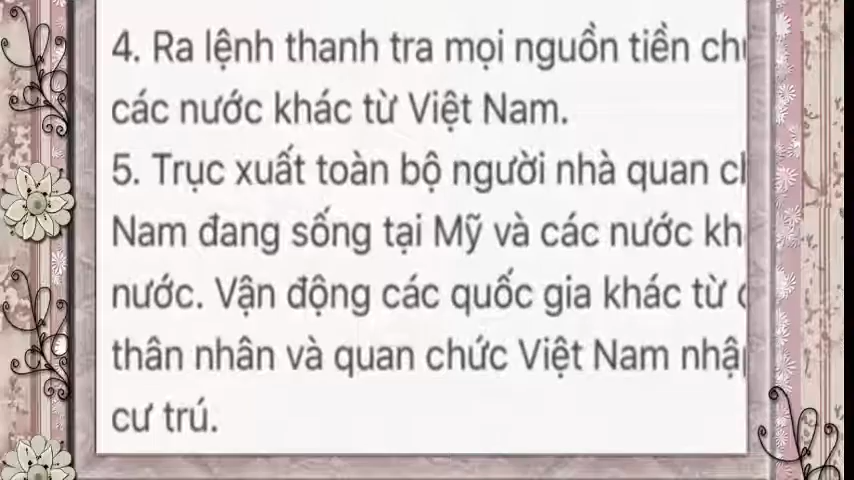 4. Ra lệnh thanh tra mọi nguồn tiền
các nước khác từ Việt Nam.
5. Trục xuất toàn bộ người nhà quan
Nam đang sống tại Mỹ và các nước
nước. Vận động các quốc gia khác từ
thân nhân và quan chức Việt Nam
cư trú.